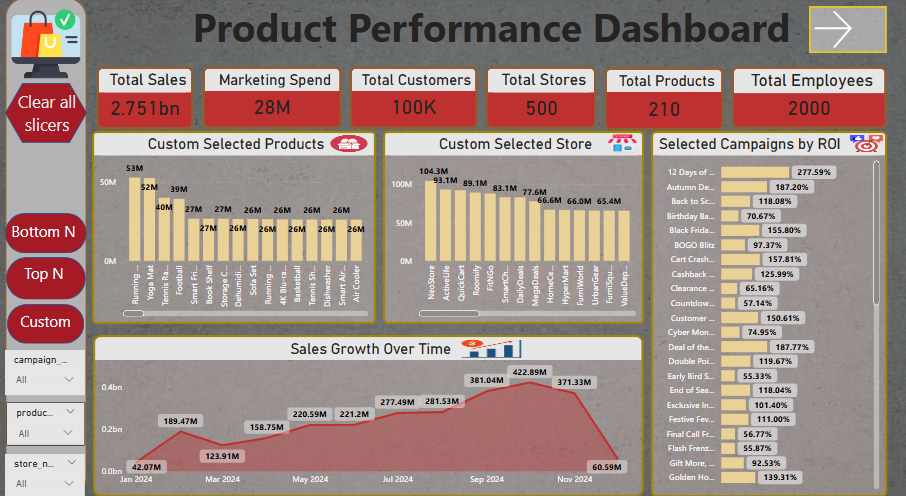 Product Performance Dashboard
Clear all
slicers
Bottom N
Top N
Custom
campaign_...
All
produc...
All
store_n...
All
Total Sales
2.751bn
Marketing Spend
28M
Total Customers
100K
Total Stores
500
Total Products
210
Total Employees
2000
Custom Selected Products
50M
0M
53M
52M
40M
39M
27M
27M
27M
26M
26M
26M
26M
26M
26M
26M
26M
26M
Running ...
Yoga Mat
Tennis Ra...
Football
Smart Fri...
Book Shelf
Storage C...
Dehumidi...
Sofa Set
Running ...
4K Blu-ra...
Basketball
Tennis Sh...
Dishwasher
Smart Air...
Air Cooler
Custom Selected Store
100M
50M
0M
104.3M
93.1M
89.1M
83.1M
77.6M
66.6M
66.0M
65.4M
NeoStore
ActiveLife
QuickCart
Roomify
FitGo
SmartCh...
DailyDeals
MegaDeals
HomeCe...
HyperMart
FurniWorld
UrbanGear
FurniSqu...
ValueDep...
Selected Campaigns by ROI
12 Days of ... 277.59%
Autumn De... 187.20%
Back to Sc... 118.08%
Birthday Ba... 70.67%
Black Frida... 155.80%
BOGO Blitz 97.37%
Cart Crash... 157.81%
Cashback ... 125.99%
Clearance ... 65.16%
Countdow... 57.14%
Customer ... 150.61%
Cyber Mon... 74.95%
Deal of the... 187.77%
Double Poi... 119.67%
Early Bird S... 55.33%
End of Sea... 118.04%
Exclusive In... 101.40%
Festive Fev... 111.00%
Final Call Fr... 56.77%
Flash Frenz... 55.87%
Gift More, ... 92.53%
Golden Ho... 139.31%
Sales Growth Over Time
0.4bn
0.2bn
0.0bn
42.07M
189.47M
123.91M
158.75M
220.59M
221.2M
277.49M
281.53M
381.04M
422.89M
371.33M
60.59M
Jan 2024
Mar 2024
May 2024
Jul 2024
Sep 2024
Nov 2024